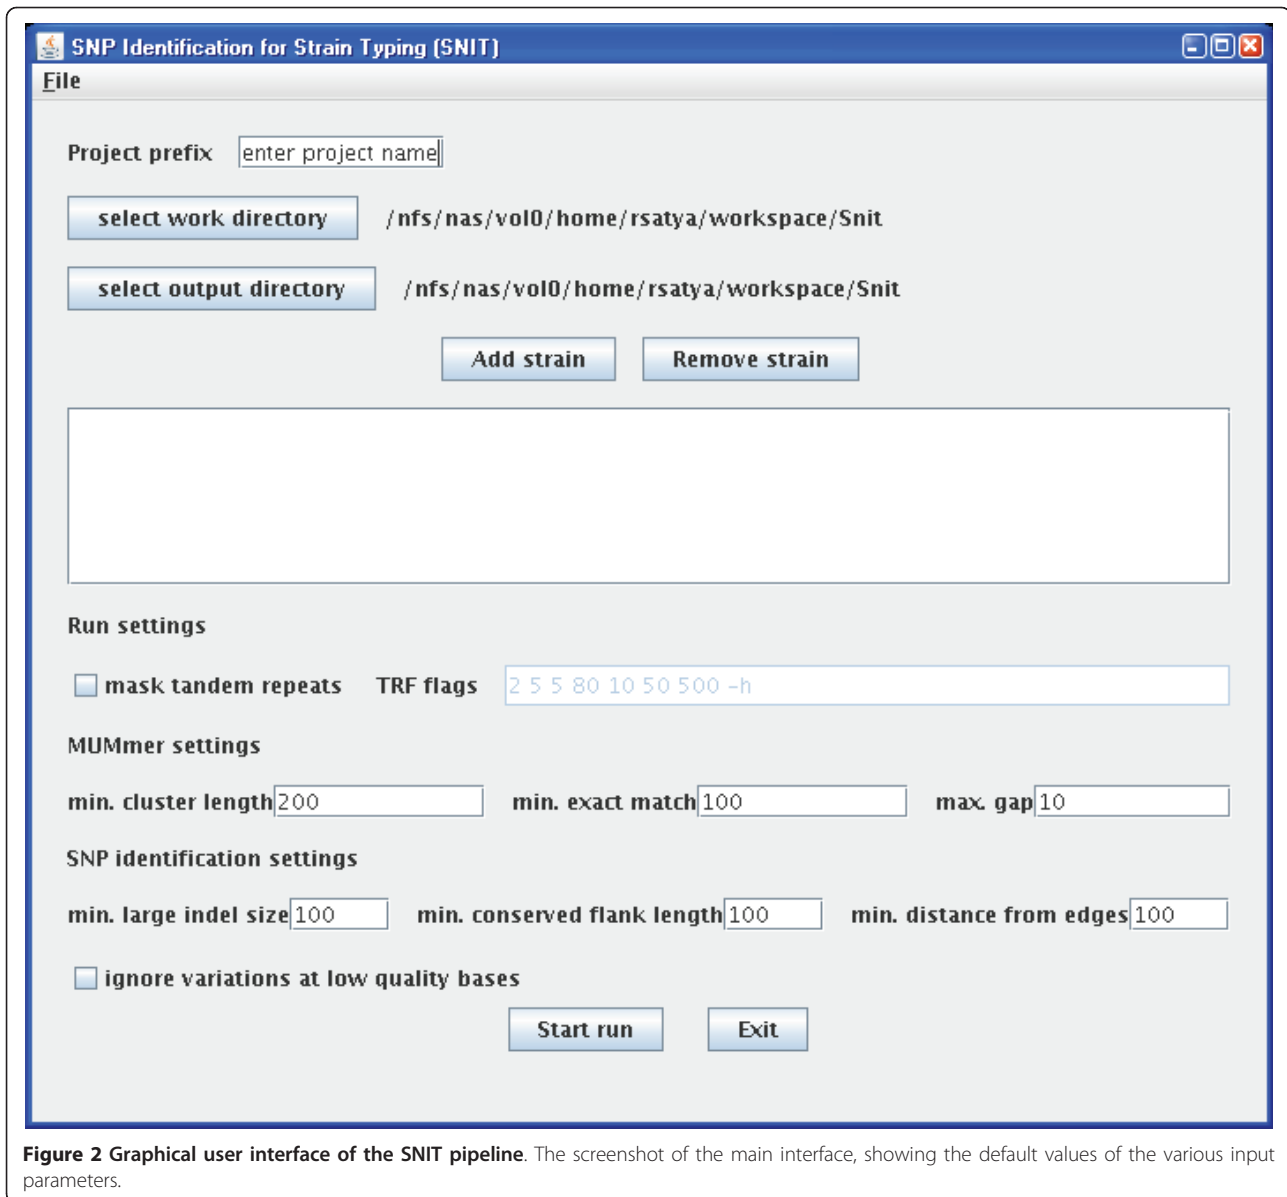 SNP Identification for Strain Typing (SNIT)
File
Project prefix enter project name
select work directory /nfs/nas/vol0/home/rsatya/workspace/Snit
select output directory /nfs/nas/vol0/home/rsatya/workspace/Snit
Add strain Remove strain
Run settings
mask tandem repeats TRF flags 2 5 5 80 10 50 500 -h
MUMmer settings
min. cluster length 200 min. exact match 100 max. gap 10
SNP identification settings
min. large indel size 100 min. conserved flank length 100 min. distance from edges 100
ignore variations at low quality bases
Start run Exit
Figure 2 Graphical user interface of the SNIT pipeline. The screenshot of the main interface, showing the default values of the various input
parameters.